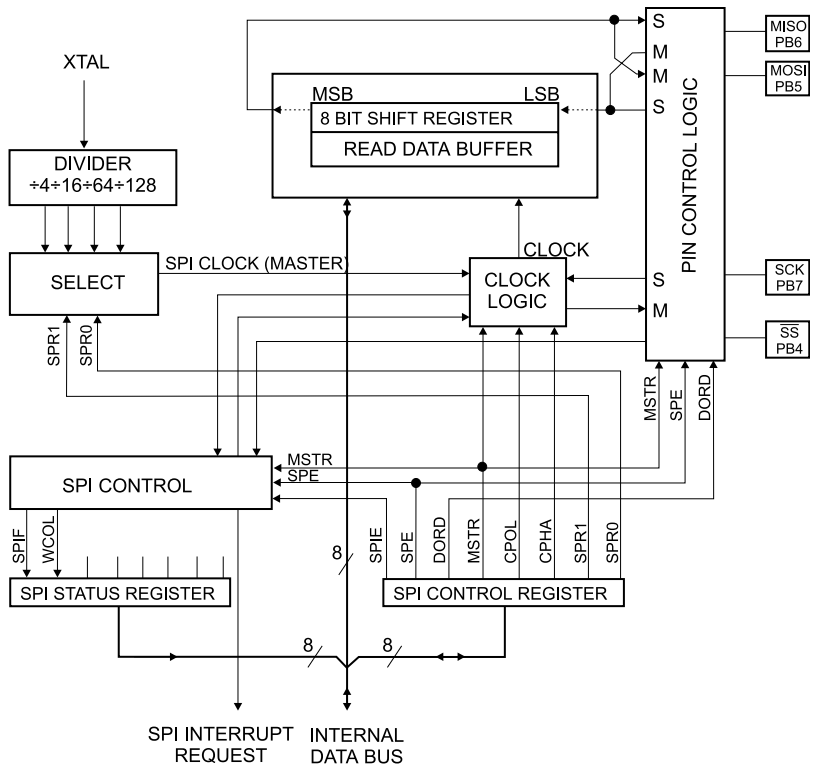 XTAL
DIVIDER
÷4÷16÷64÷128
SELECT
SPI CLOCK (MASTER)
SPR1
SPR0
MSB
LSB
8 BIT SHIFT REGISTER
READ DATA BUFFER
CLOCK
CLOCK
LOGIC
S
M
M
S
S
M
PIN CONTROL LOGIC
MISO
PB6
MOSI
PB5
SCK
PB7
SS
PB4
MSTR
SPE
DORD
SPI CONTROL
MSTR
SPE
SPIF
WCOL
SPI STATUS REGISTER
SPIE
SPE
DORD
MSTR
CPOL
CPHA
SPR1
SPR0
SPI CONTROL REGISTER
8
8
8
SPI INTERRUPT
REQUEST
INTERNAL
DATA BUS